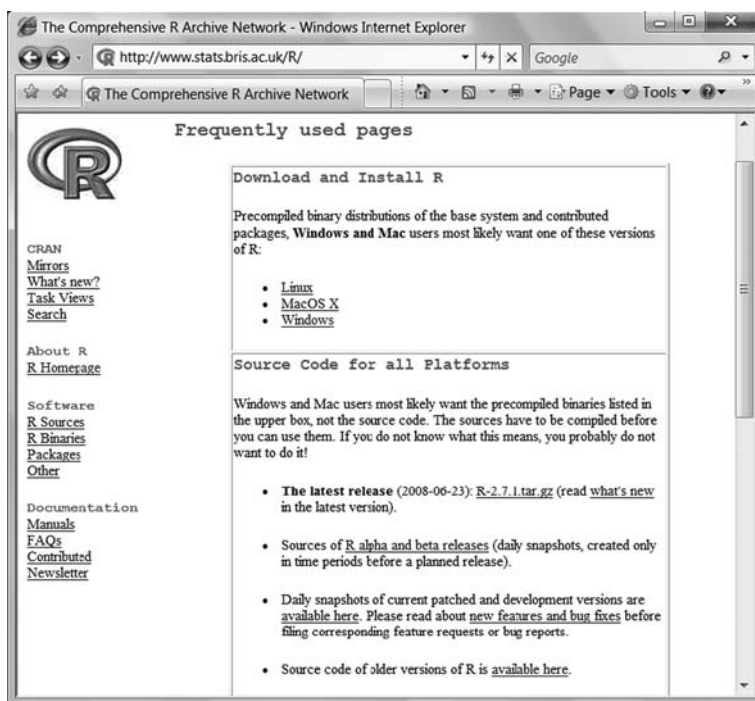 The Comprehensive R Archive Network - Windows Internet Explorer
http://www.stats.bris.ac.uk/R/
Google
The Comprehensive R Archive Network
Page
Tools
R
CRAN
Mirrors
What's new?
Task Views
Search
About R
R Homepage
Software
R Sources
R Binaries
Packages
Other
Documentation
Manuals
FAQs
Contributed
Newsletter
Frequently used pages
Download and Install R
Precompiled binary distributions of the base system and contributed
packages, Windows and Mac users most likely want one of these versions
of R:
• Linux
• MacOS X
• Windows
Source Code for all Platforms
Windows and Mac users most likely want the precompiled binaries listed in
the upper box, not the source code. The sources have to be compiled before
you can use them. If you do not know what this means, you probably do not
want to do it!
• The latest release (2008-06-23): R-2.7.1.tar.gz (read what's new
in the latest version).
• Sources of R alpha and beta releases (daily snapshots, created only
in time periods before a planned release).
• Daily snapshots of current patched and development versions are
available here. Please read about new features and bug fixes before
filing corresponding feature requests or bug reports.
• Source code of older versions of R is available here.